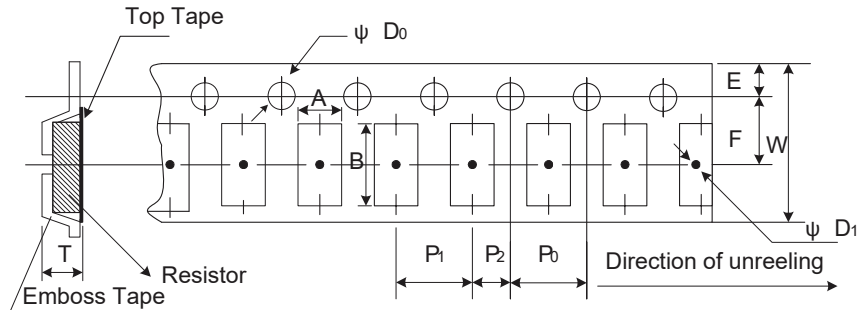 Top Tape
ψ D0
A
E
B
F
W
ψ D1
T
Resistor
P1
P2
P0
Direction of unreeling
Emboss Tape